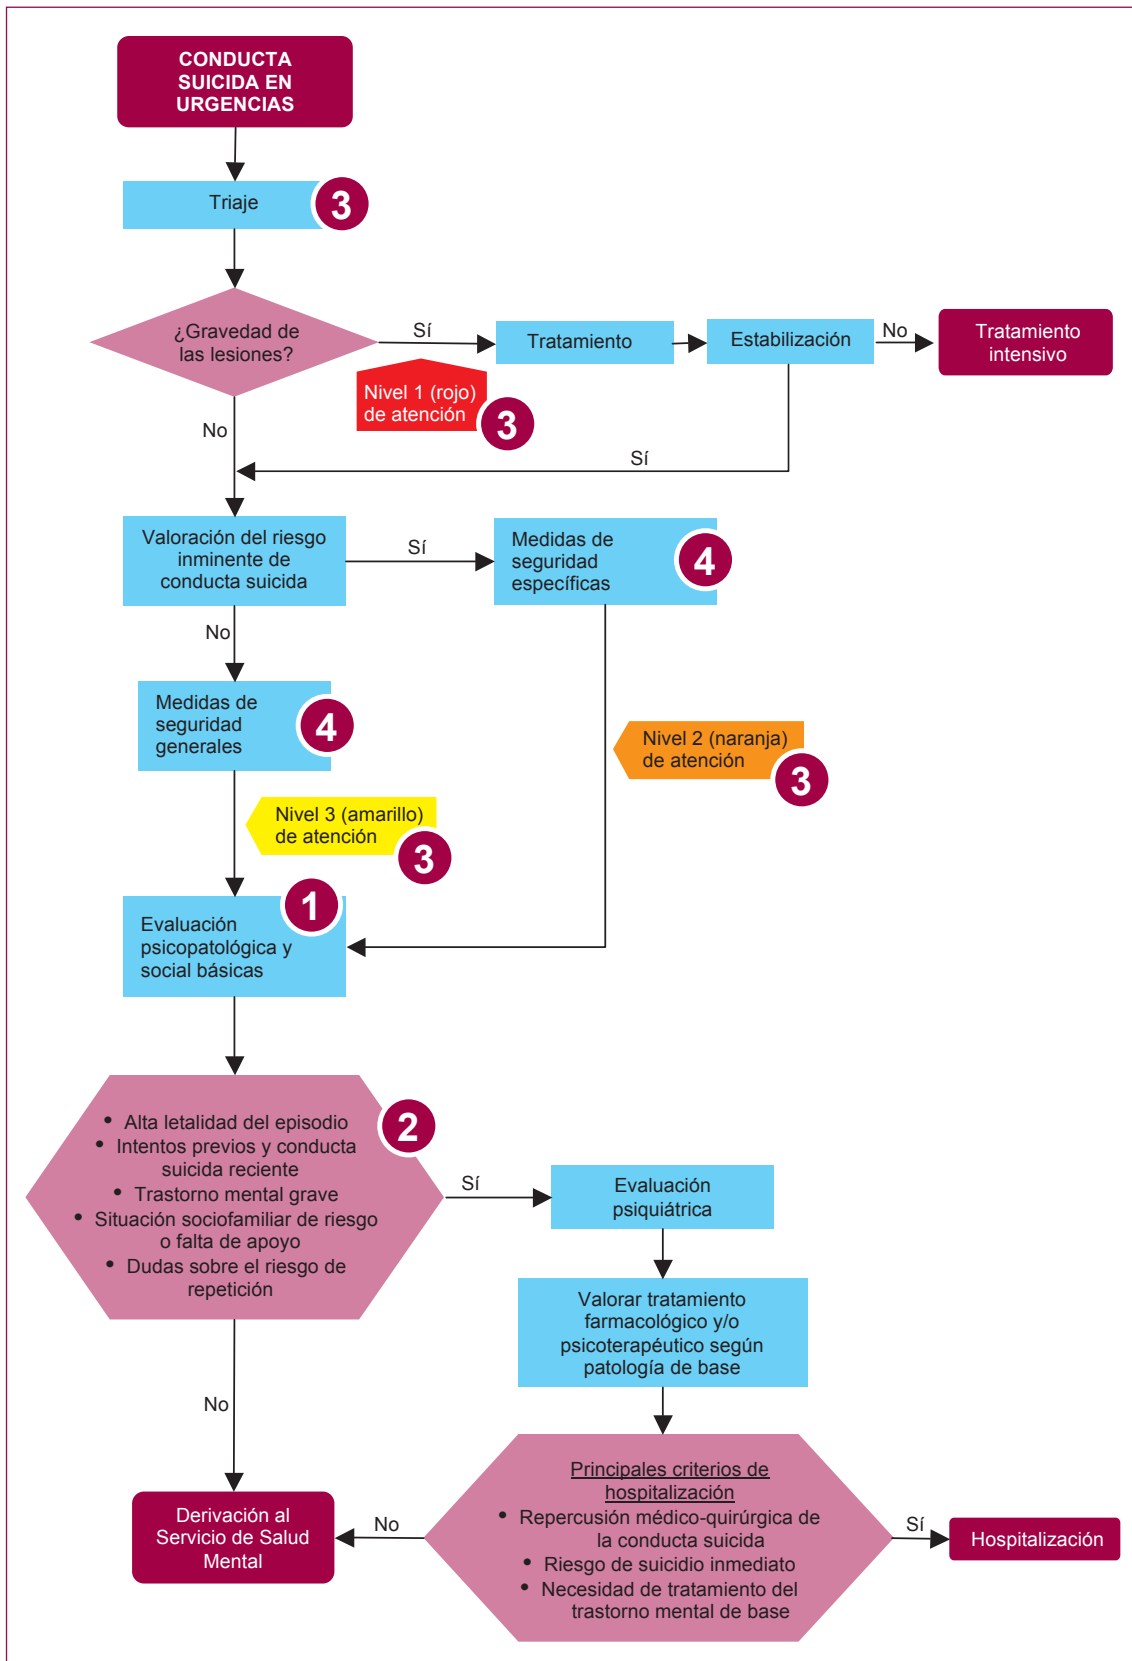 CONDUCTA
SUICIDA EN
URGENCIAS
Triaje
3
¿Gravedad de
las lesiones?
Sí
Tratamiento
Estabilización
No
Tratamiento
intensivo
Nivel 1 (rojo)
de atención
3
No
Sí
Valoración del riesgo
inminente de
conducta suicida
Sí
Medidas de
seguridad
específicas
4
No
Medidas de
seguridad
generales
4
Nivel 2 (naranja)
de atención
3
Nivel 3 (amarillo)
de atención
3
1
Evaluación
psicopatológica y
social básicas
2
• Alta letalidad del episodio
• Intentos previos y conducta
suicida reciente
• Trastorno mental grave
• Situación sociofamiliar de riesgo
o falta de apoyo
• Dudas sobre el riesgo de
repetición
Sí
Evaluación
psiquiátrica
Valorar tratamiento
farmacológico y/o
psicoterapéutico según
patología de base
No
Principales criterios de
hospitalización
• Repercusión médico-quirúrgica de
la conducta suicida
• Riesgo de suicidio inmediato
• Necesidad de tratamiento del
trastorno mental de base
No
Derivación al
Servicio de Salud
Mental
Sí
Hospitalización